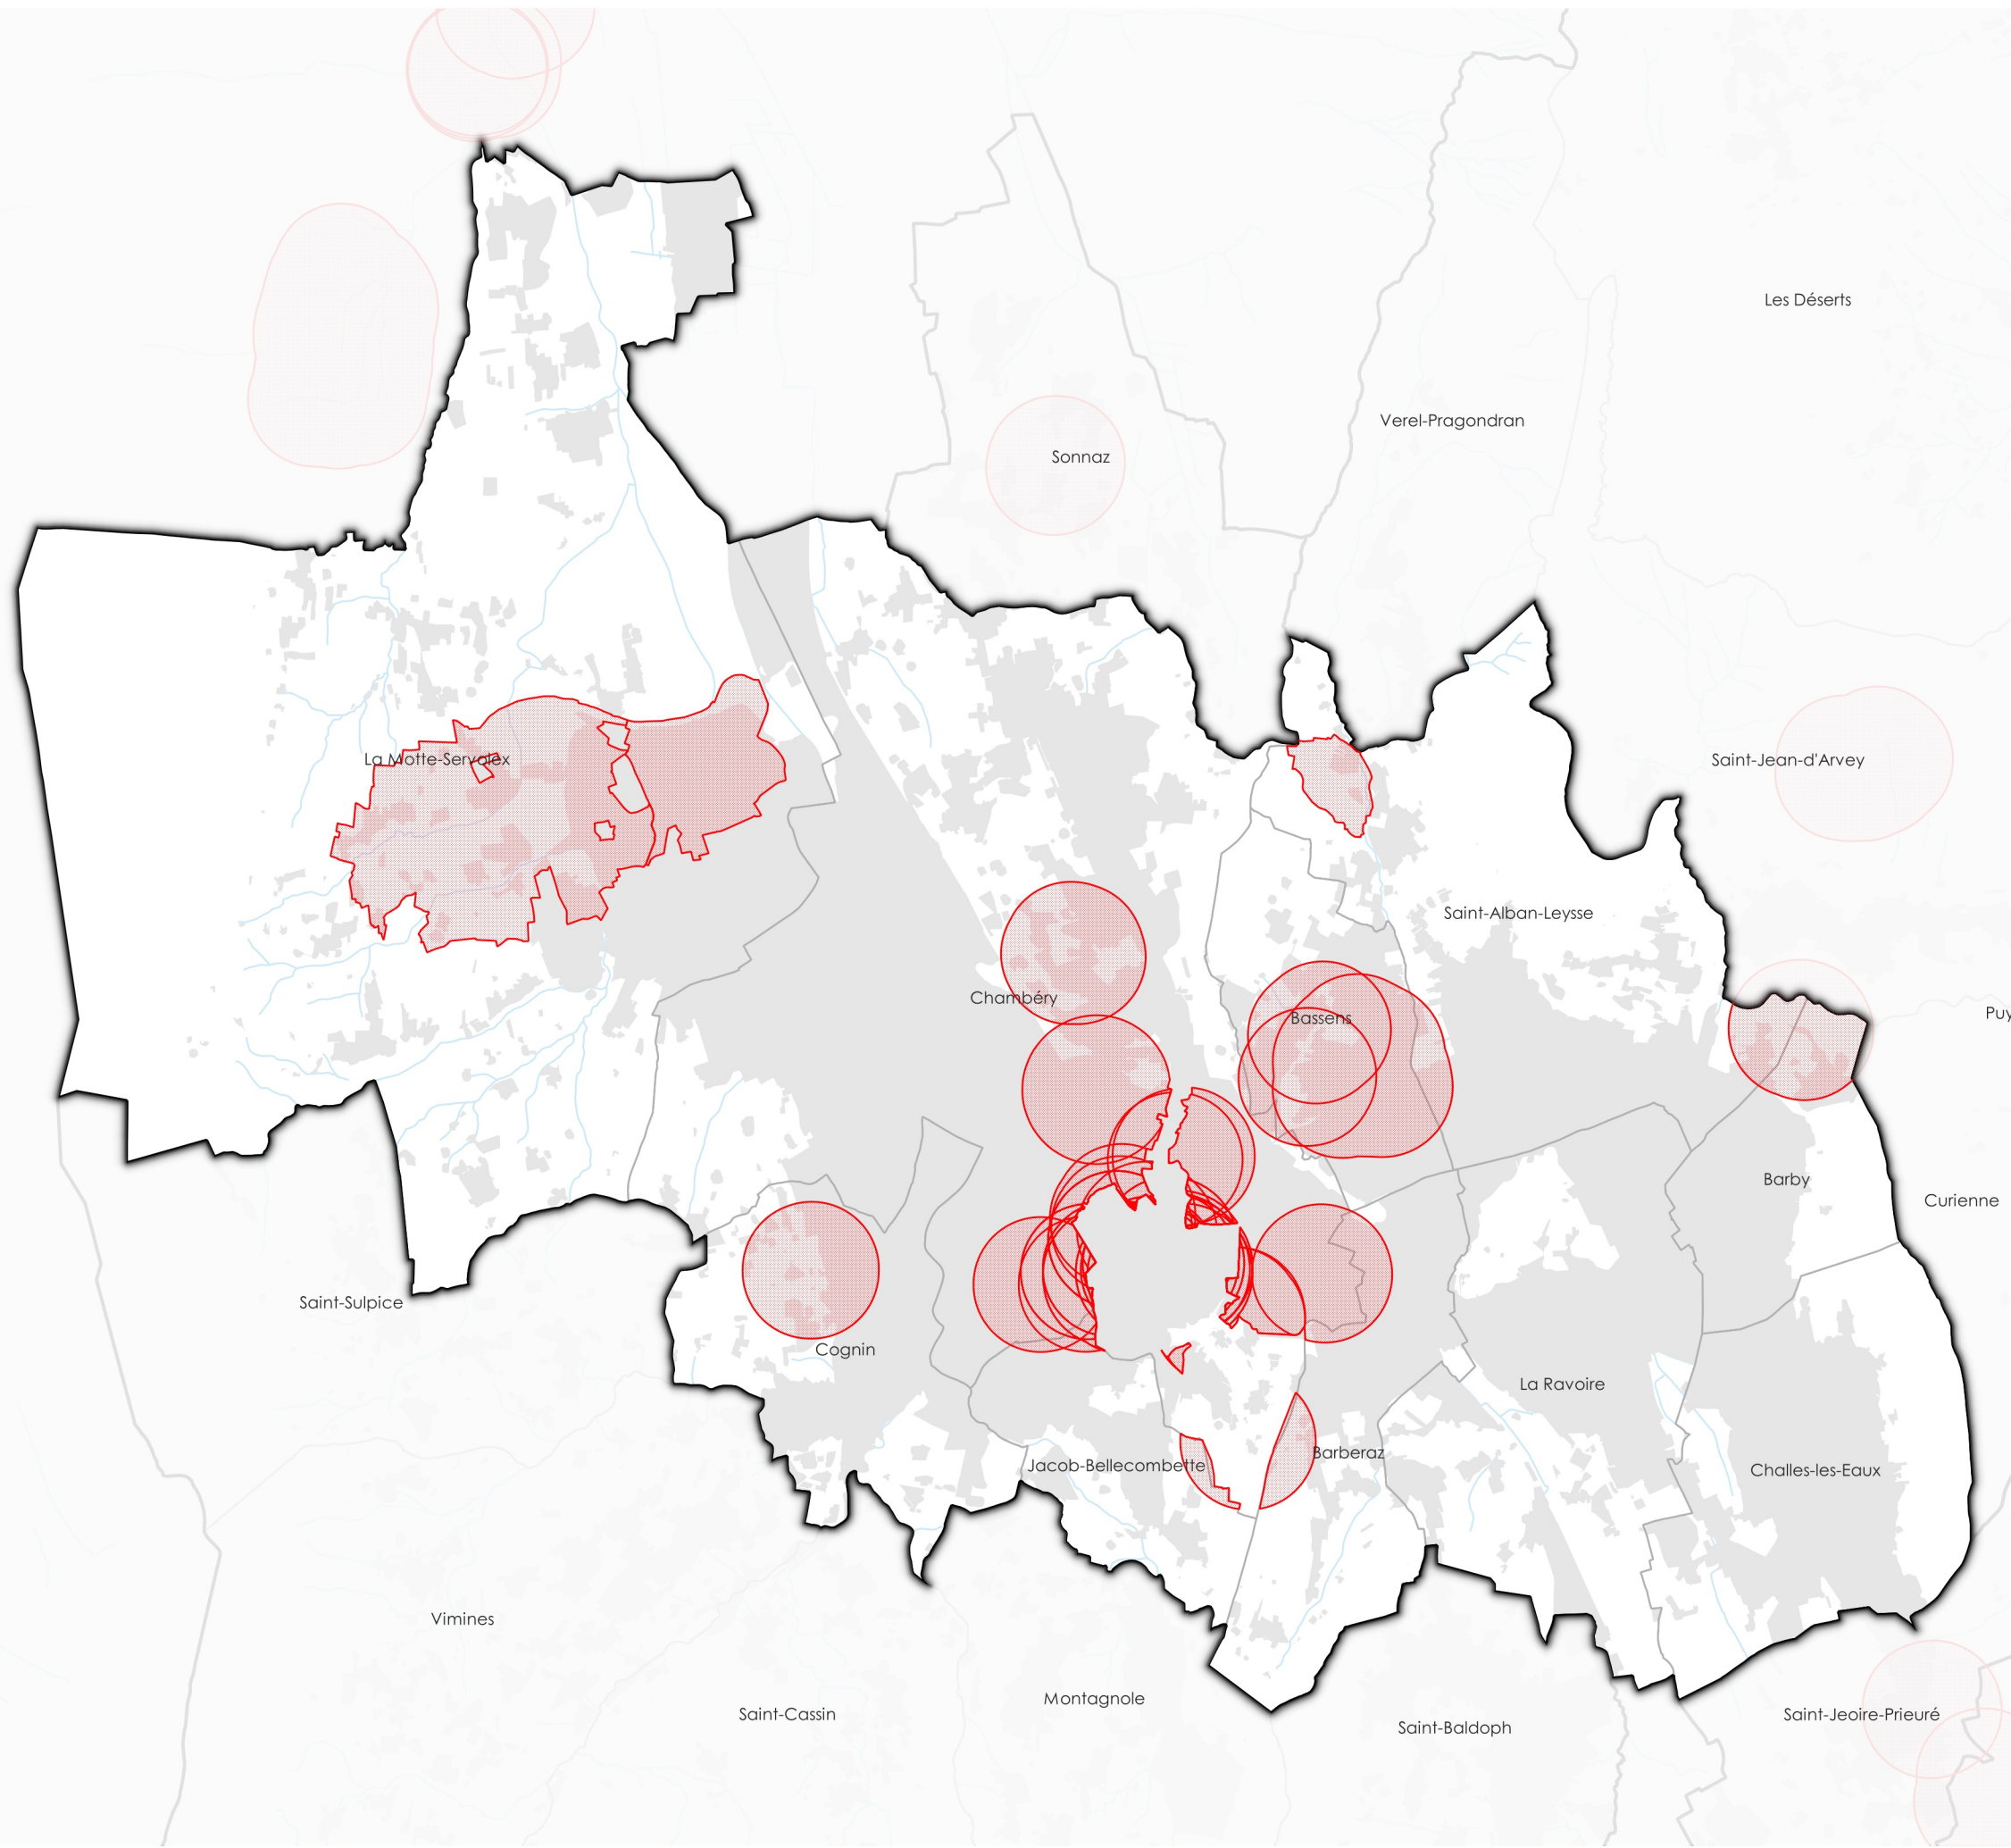 Les Déserts
Verel-Pragondran
Sonnaz
La Motte-Servolex
Saint-Jean-d'Arvey
Saint-Alban-Leysse
Chambéry
Bassens
Puy
Barby
Curienne
Saint-Sulpice
Cognin
La Ravoire
Jacob-Bellecombette
Barberaz
Challes-les-Eaux
Vimines
Montagnole
Saint-Cassin
Saint-Baldoph
Saint-Jeoire-Prieuré